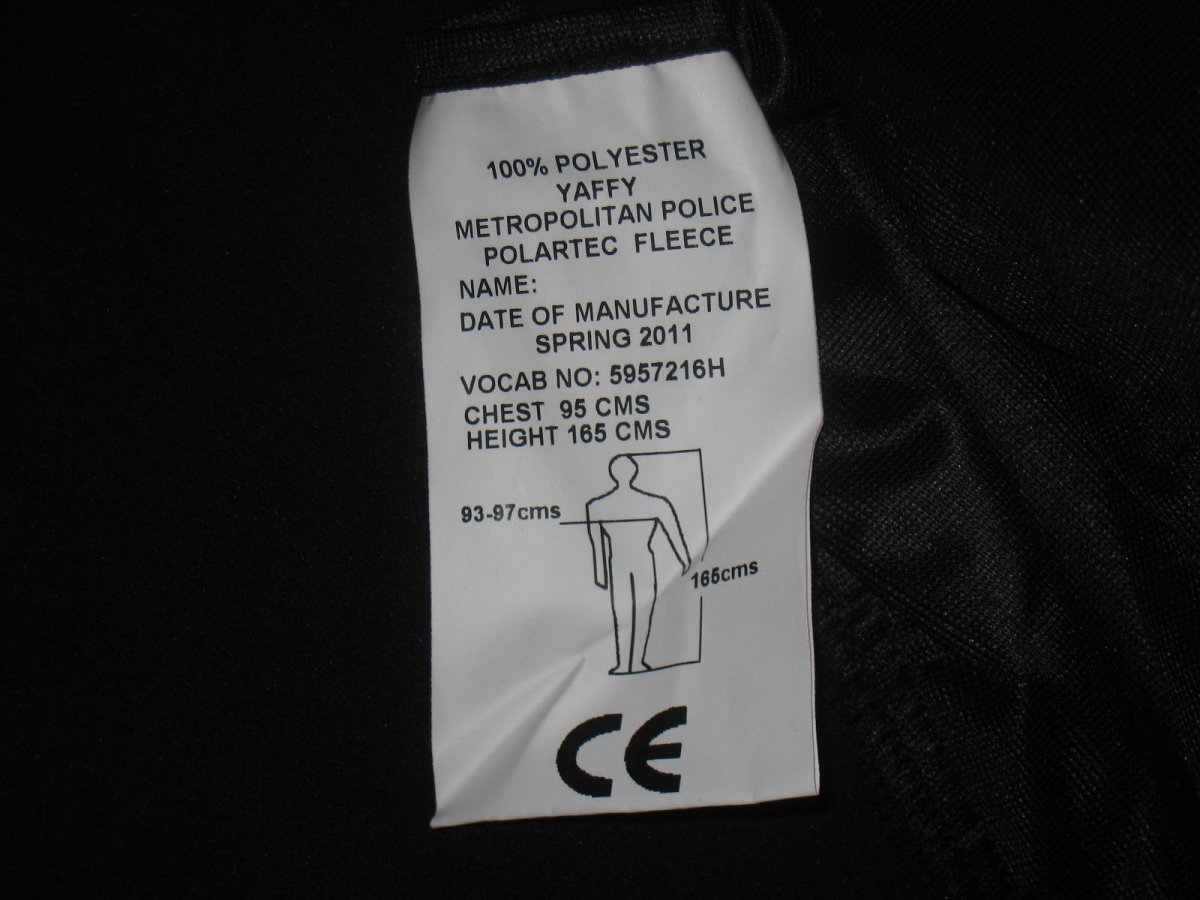 100% POLYESTER
YAFFY
METROPOLITAN POLICE
POLARTEC FLEECE
NAME:
DATE OF MANUFACTURE
SPRING 2011
VOCAB NO: 5957216H
CHEST 95 CMS
HEIGHT 165 CMS
93-97cms
165cms
CE